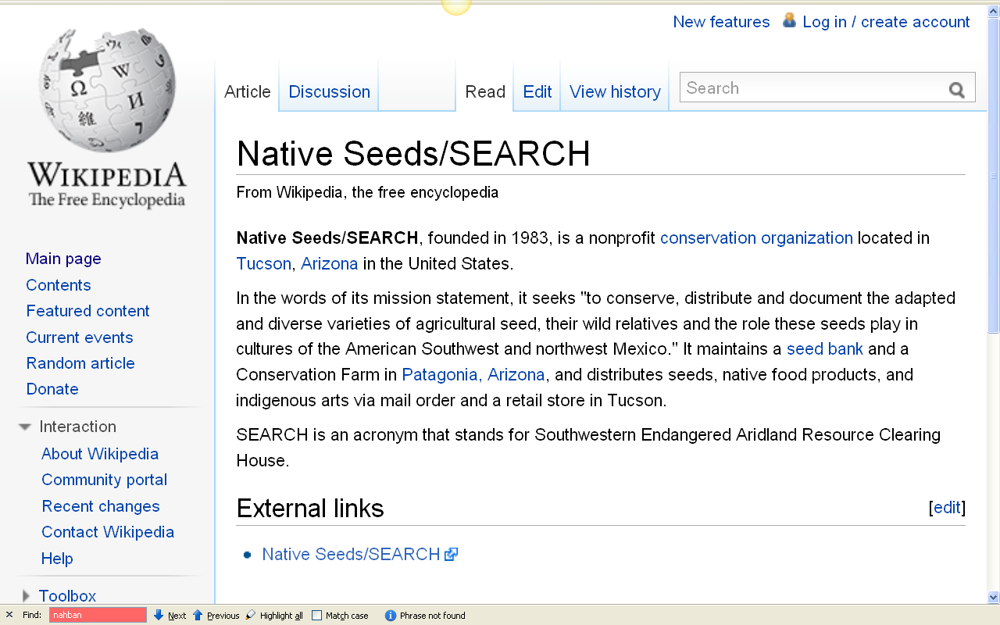 New features Log in / create account
Article Discussion Read Edit View history Search
WIKIPEDIA
The Free Encyclopedia
Main page
Contents
Featured content
Current events
Random article
Donate
Interaction
About Wikipedia
Community portal
Recent changes
Contact Wikipedia
Help
Toolbox
Native Seeds/SEARCH
From Wikipedia, the free encyclopedia
Native Seeds/SEARCH, founded in 1983, is a nonprofit conservation organization located in
Tucson, Arizona in the United States.
In the words of its mission statement, it seeks "to conserve, distribute and document the adapted
and diverse varieties of agricultural seed, their wild relatives and the role these seeds play in
cultures of the American Southwest and northwest Mexico." It maintains a seed bank and a
Conservation Farm in Patagonia, Arizona, and distributes seeds, native food products, and
indigenous arts via mail order and a retail store in Tucson.
SEARCH is an acronym that stands for Southwestern Endangered Aridland Resource Clearing
House.
External links [edit]
Native Seeds/SEARCH
Find: nahban Next Previous Highlight all Match case Phrase not found